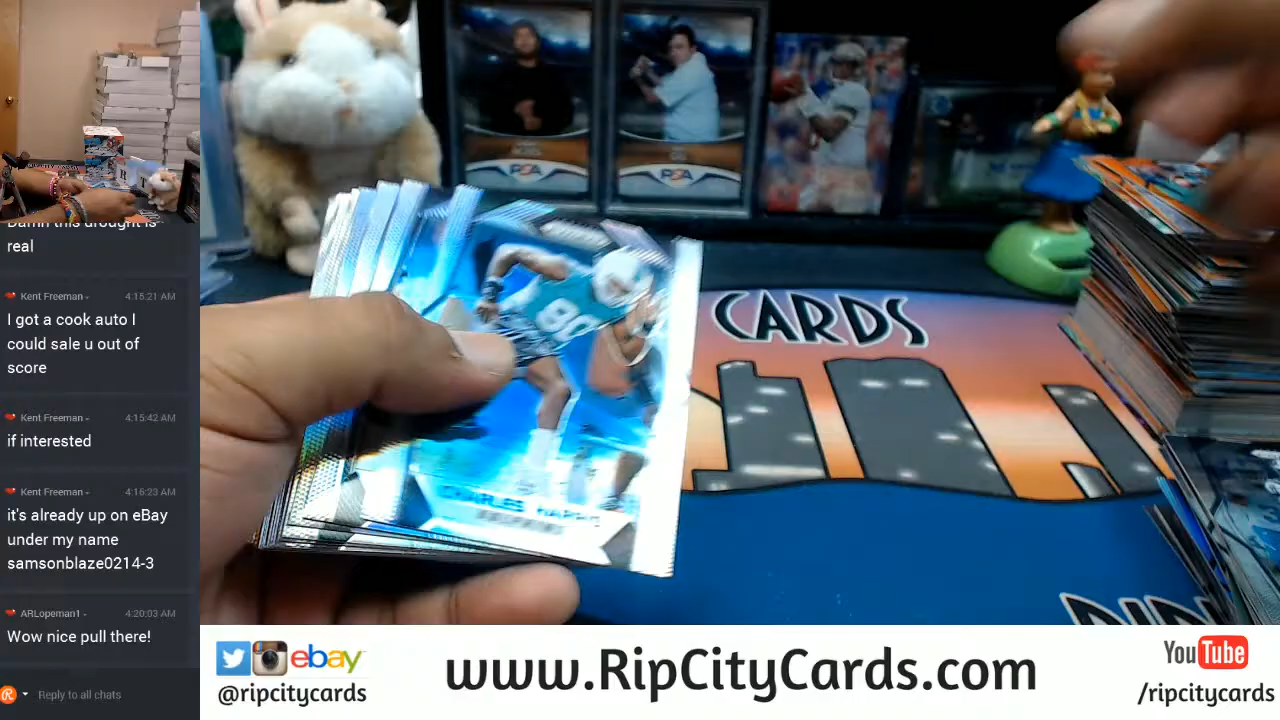 Damn this drought is
real
Kent Freeman
4:15:21 AM
I got a cook auto I
could sale u out of
score
Kent Freeman
4:15:42 AM
if interested
Kent Freeman
4:16:23 AM
it's already up on eBay
under my name
samsonblaze0214-3
ARLopeman1
4:20:03 AM
Wow nice pull there!
Reply to all chats
CARDS
80
PSA
PSA
ebay
@ripcitycards
www.RipCityCards.com
YouTube
/ripcitycards